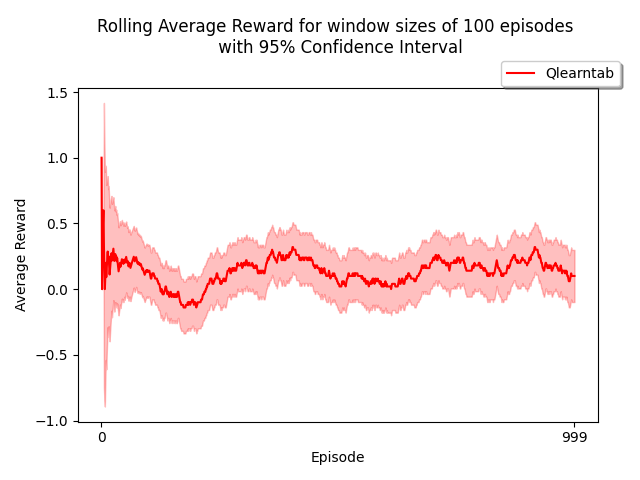 Rolling Average Reward for window sizes of 100 episodes
with 95% Confidence Interval
Qlearntab
1.5
1.0
0.5
0.0
−0.5
−1.0
Average Reward
0
999
Episode